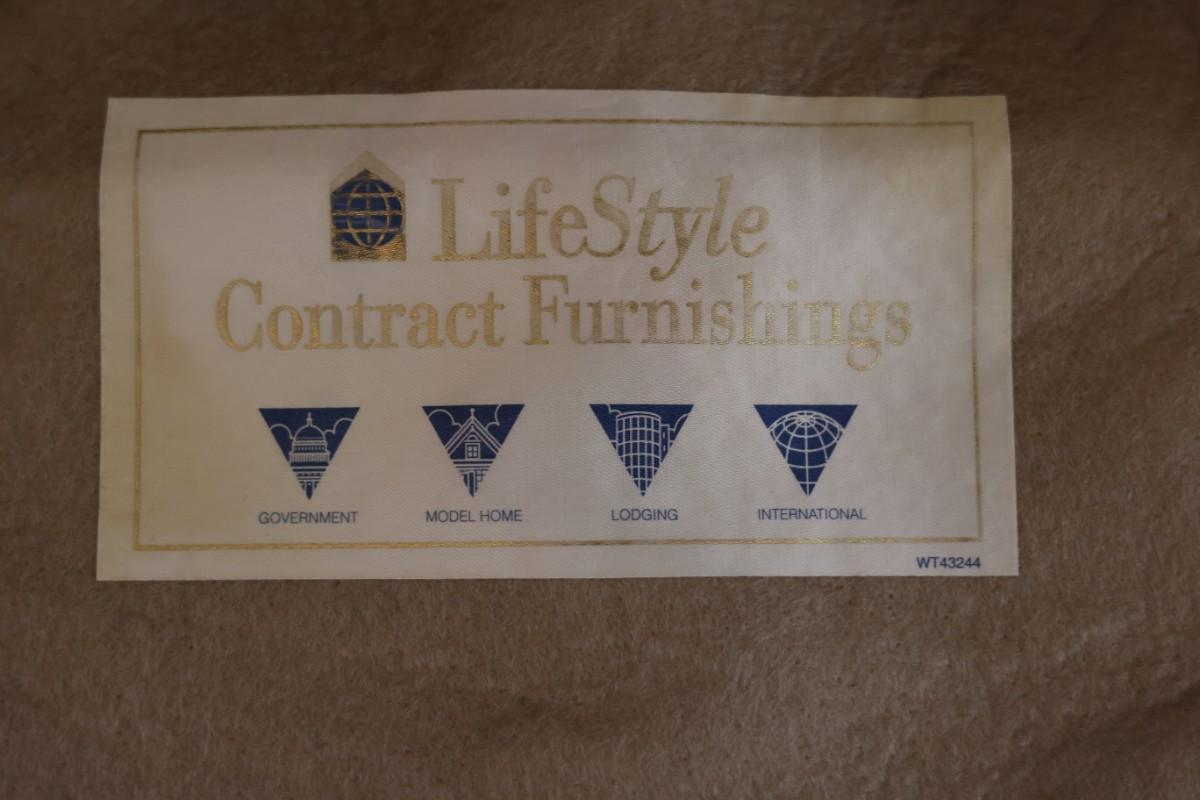 LifeStyle
Contract Furnishings
GOVERNMENT MODEL HOME LODGING INTERNATIONAL
WT43244